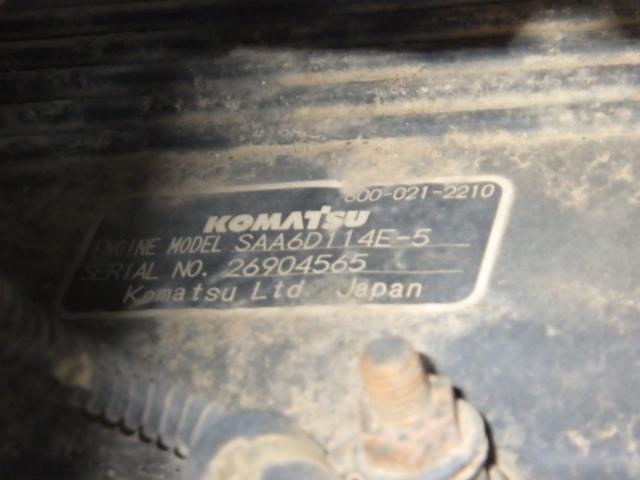 600-021-2210
KOMATSU
ENGINE MODEL SAA6D114E-5
SERIAL NO. 26904565
Komatsu Ltd. Japan